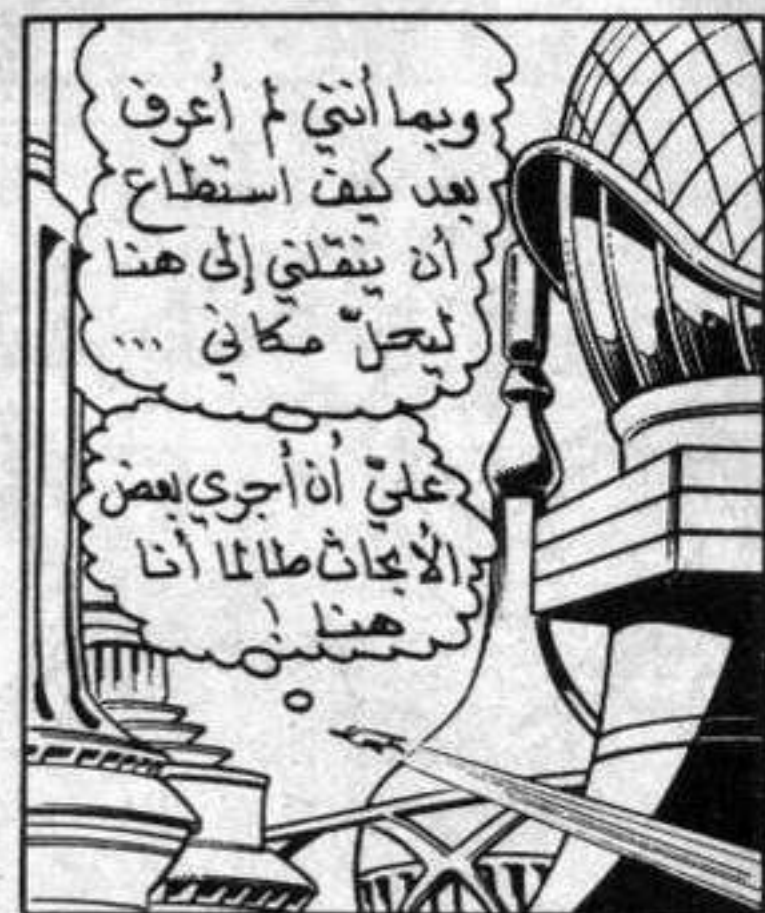 وبما أنني لم أعرف
بعد كيف استطاع
أن ينقلني إلى هنا
ليحلّ مكاني ...
عليّ أن أجري بعض
الأبحاث طالما أنا
هنا !